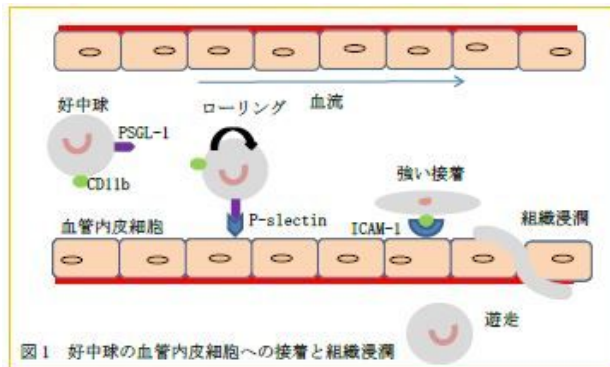 血流
好中球
ローリング
PSGL-1
CD11b
強い接着
血管内皮細胞
P-slectin
ICAM-1
組織浸潤
遊走
図1 好中球の血管内皮細胞への接着と組織浸潤